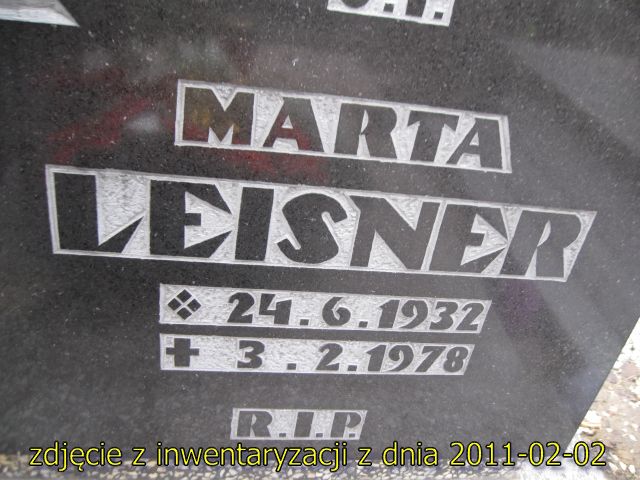 MARTA
LEISNER
❖ 24.6.1932
✝ 3.2.1978
R.I.P.
zdjęcie z inwentaryzacji z dnia 2011-02-02